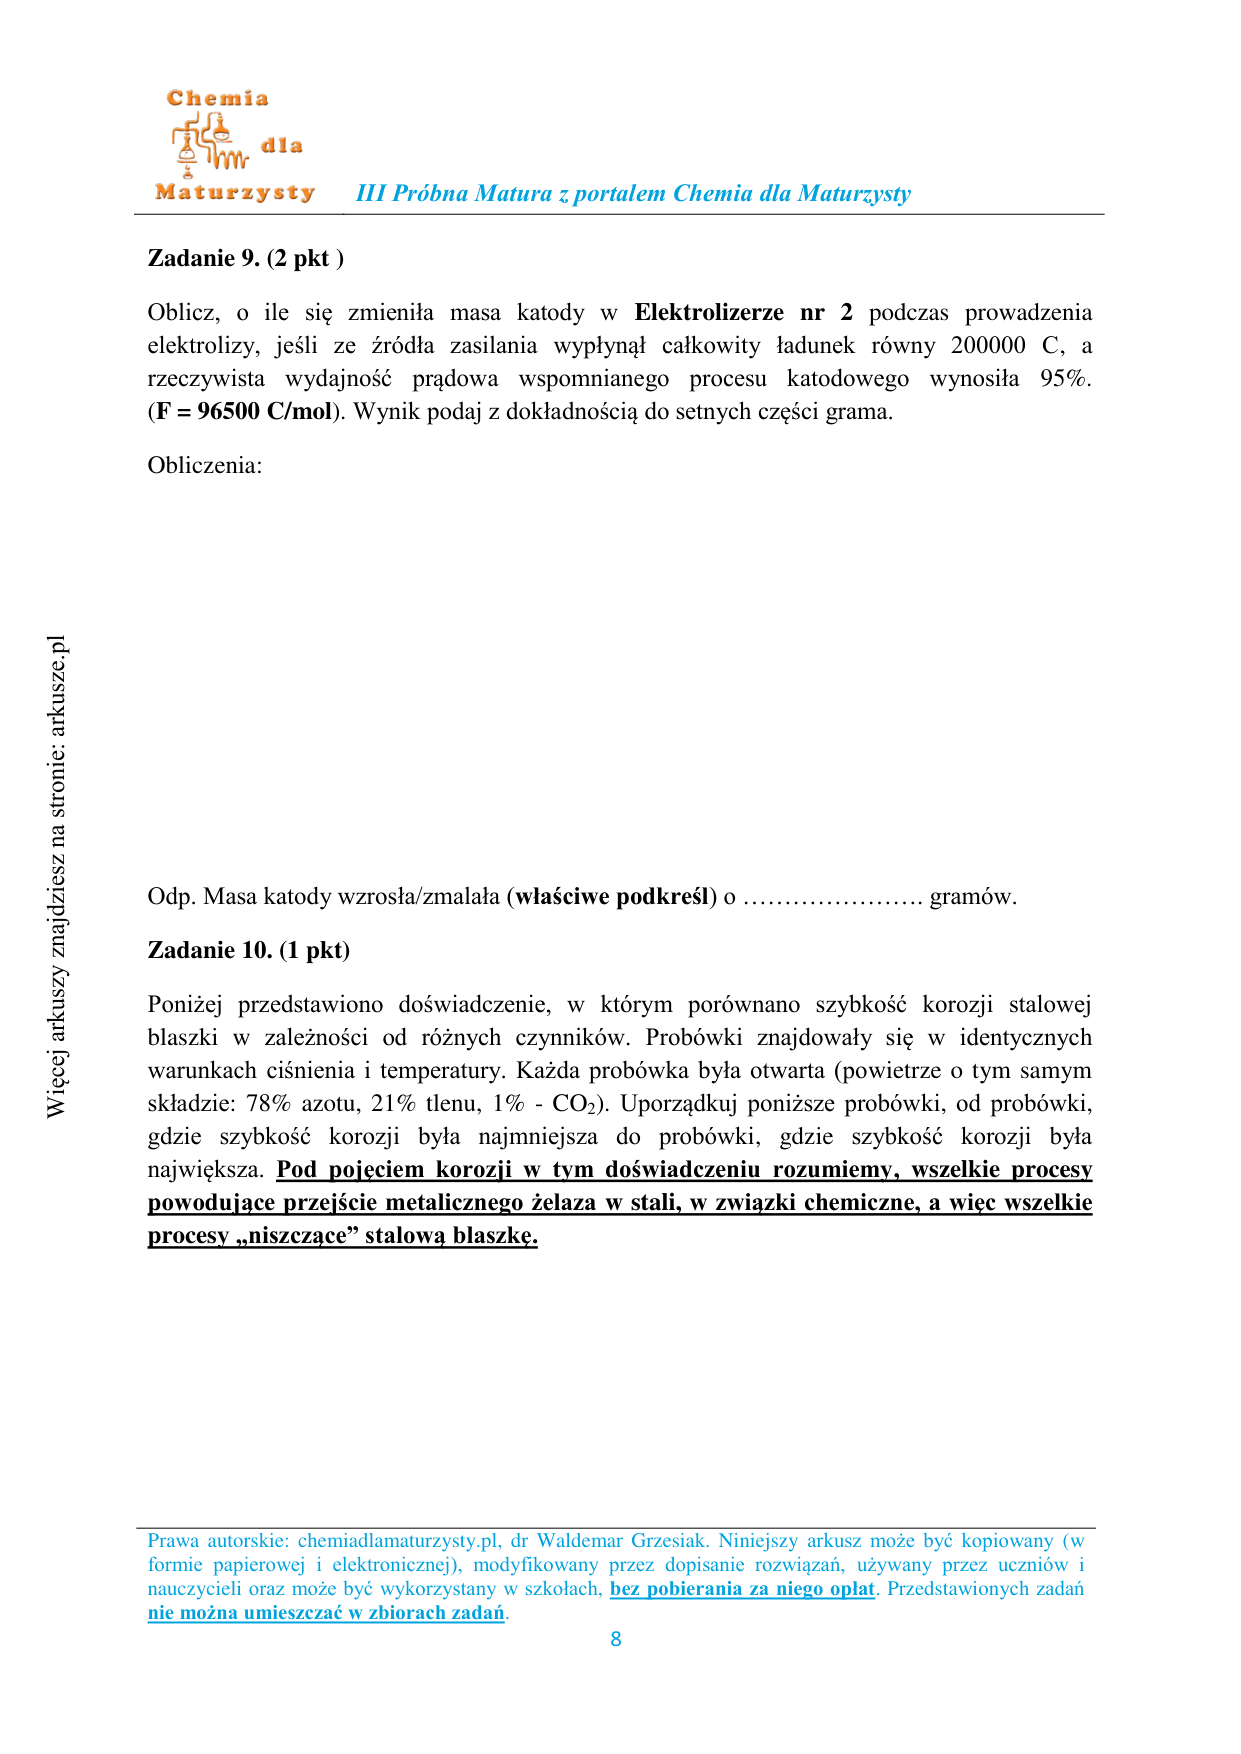 Chemia
dla
Maturzysty
III Próbna Matura z portalem Chemia dla Maturzysty
Zadanie 9. (2 pkt )
Oblicz, o ile się zmieniła masa katody w Elektrolizerze nr 2 podczas prowadzenia
elektrolizy, jeśli ze źródła zasilania wypłynął całkowity ładunek równy 200000 C, a
rzeczywista wydajność prądowa wspomnianego procesu katodowego wynosiła 95%.
(F = 96500 C/mol). Wynik podaj z dokładnością do setnych części grama.
Obliczenia:
Odp. Masa katody wzrosła/zmalała (właściwe podkreśl) o …………………. gramów.
Zadanie 10. (1 pkt)
Poniżej przedstawiono doświadczenie, w którym porównano szybkość korozji stalowej
blaszki w zależności od różnych czynników. Probówki znajdowały się w identycznych
warunkach ciśnienia i temperatury. Każda probówka była otwarta (powietrze o tym samym
składzie: 78% azotu, 21% tlenu, 1% - CO₂). Uporządkuj poniższe probówki, od probówki,
gdzie szybkość korozji była najmniejsza do probówki, gdzie szybkość korozji była
największa. Pod pojęciem korozji w tym doświadczeniu rozumiemy, wszelkie procesy
powodujące przejście metalicznego żelaza w stali, w związki chemiczne, a więc wszelkie
procesy „niszczące” stalową blaszkę.
Więcej arkuszy znajdziesz na stronie: arkusze.pl
Prawa autorskie: chemiadlamaturzysty.pl, dr Waldemar Grzesiak. Niniejszy arkusz może być kopiowany (w
formie papierowej i elektronicznej), modyfikowany przez dopisanie rozwiązań, używany przez uczniów i
nauczycieli oraz może być wykorzystany w szkołach, bez pobierania za niego opłat. Przedstawionych zadań
nie można umieszczać w zbiorach zadań.
8